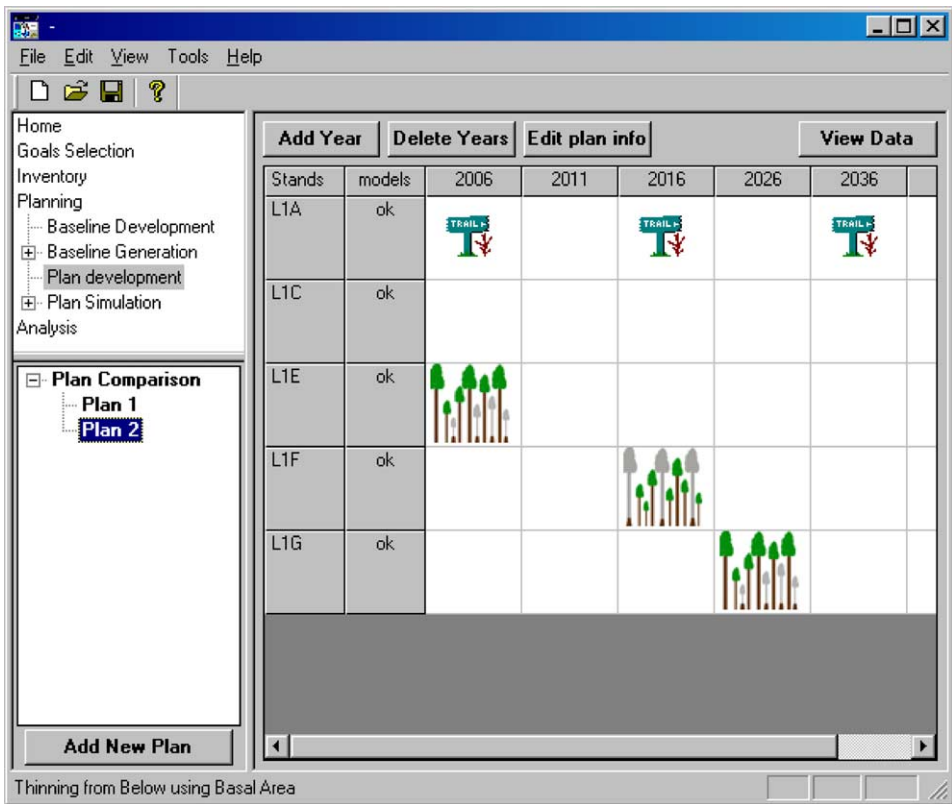 -
File Edit View Tools Help
Home
Goals Selection
Inventory
Planning
Baseline Development
Baseline Generation
Plan development
Plan Simulation
Analysis
Plan Comparison
Plan 1
Plan 2
Add New Plan
Add Year Delete Years Edit plan info View Data
Stands models 2006 2011 2016 2026 2036
L1A ok TRAIL TRAIL TRAIL
L1C ok
L1E ok
L1F ok
L1G ok
Thinning from Below using Basal Area